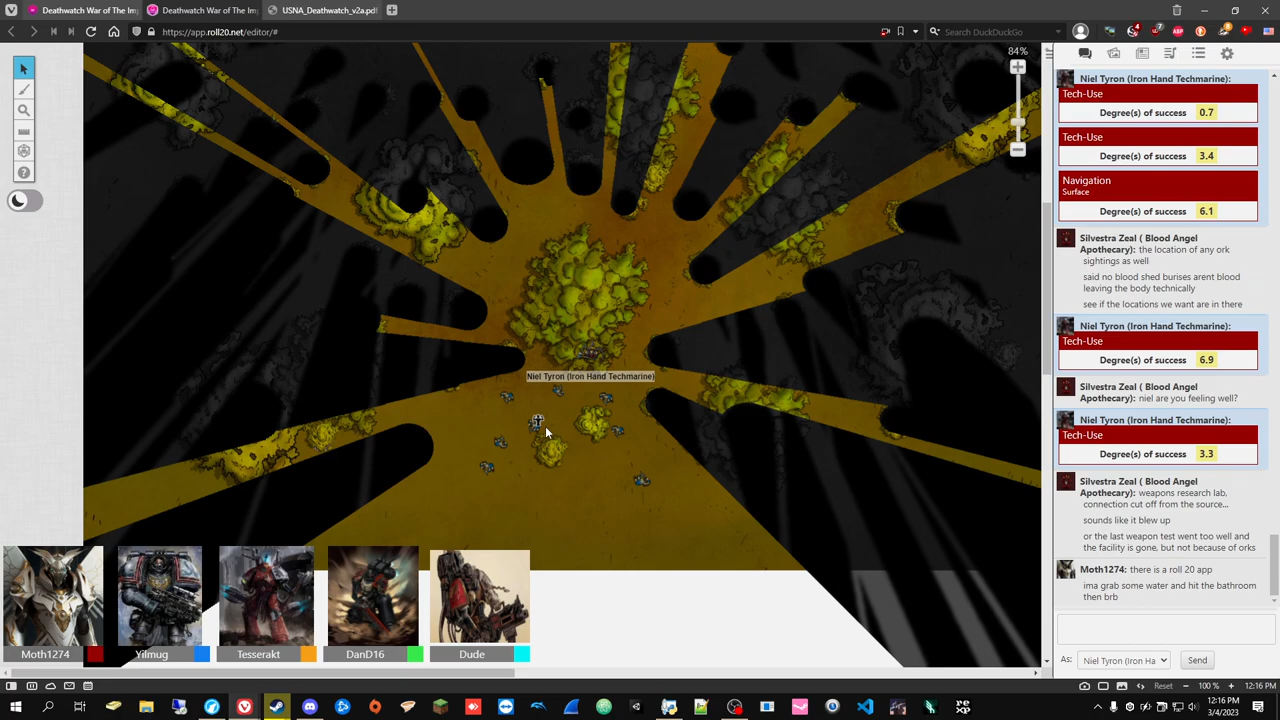 Deathwatch War of The Imp
Deathwatch War of The Imp
USNA_Deathwatch_v2a.pdf
https://app.roll20.net/editor/#
Search DuckDuckGo
84%
Niel Tyron (Iron Hand Techmarine):
Tech-Use
Degree(s) of success 0.7
Tech-Use
Degree(s) of success 3.4
Navigation
Surface
Degree(s) of success 6.1
Silvestra Zeal ( Blood Angel
Apothecary): the location of any ork
sightings as well
said no blood shed burises arent blood
leaving the body technically
see if the locations we want are in there
Niel Tyron (Iron Hand Techmarine):
Tech-Use
Degree(s) of success 6.9
Silvestra Zeal ( Blood Angel
Apothecary): niel are you feeling well?
Niel Tyron (Iron Hand Techmarine):
Tech-Use
Degree(s) of success 3.3
Silvestra Zeal ( Blood Angel
Apothecary): weapons research lab,
connection cut off from the source...
sounds like it blew up
or the last weapon test went too well and
the facility is gone, but not because of orks
Moth1274: there is a roll 20 app
ima grab some water and hit the bathroom
then brb
Niel Tyron (Iron Hand Techmarine)
Moth1274
Yilmug
Tesserakt
DanD16
Dude
As: Niel Tyron (Iron Ha
Send
Reset
100 %
12:16 PM
12:16 PM
3/4/2023